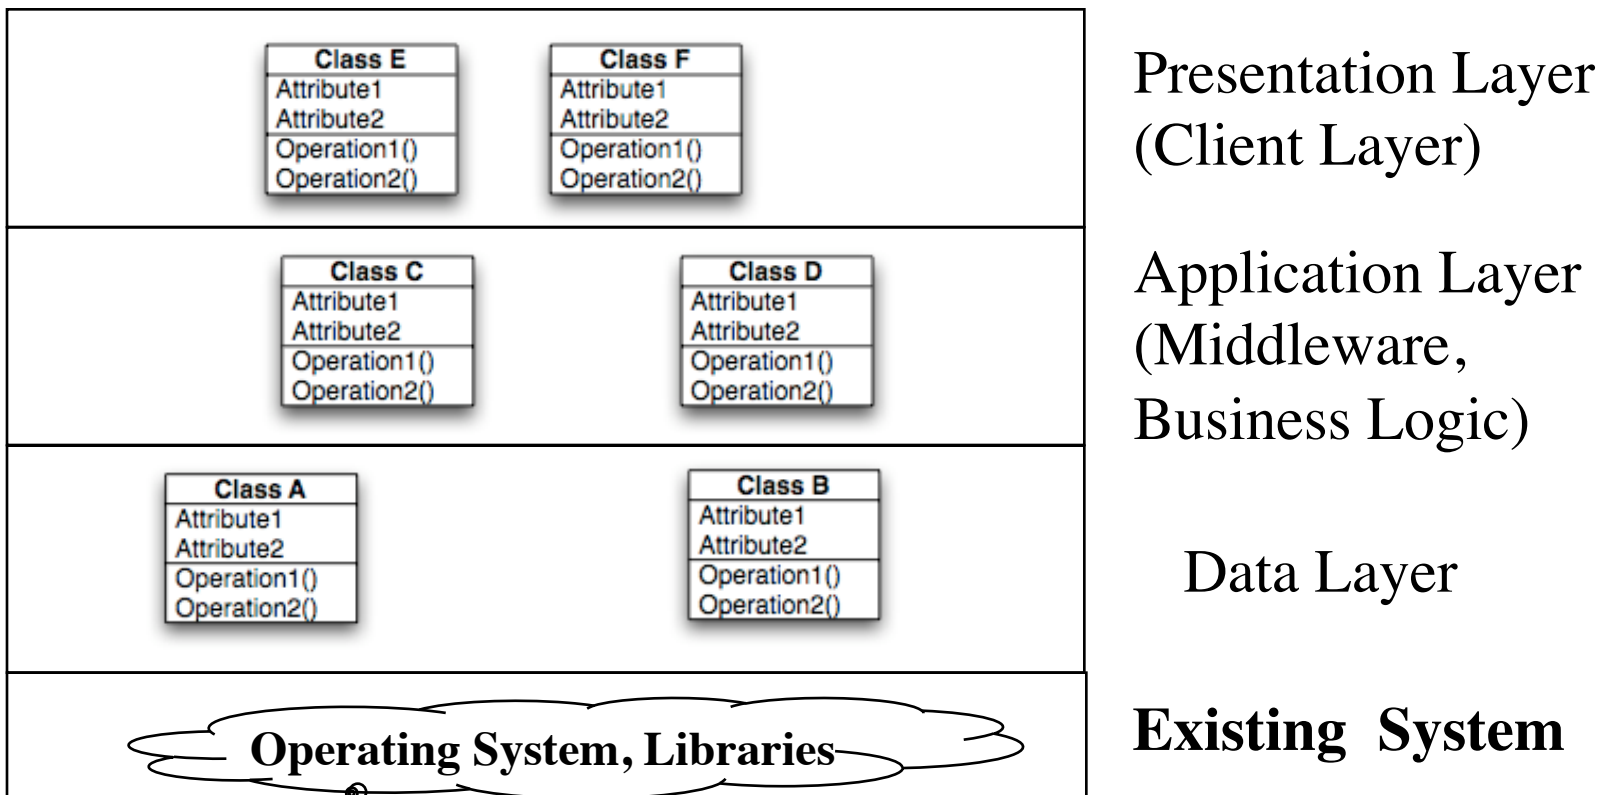 Class E
Attribute1
Attribute2
Operation1()
Operation2()
Class F
Attribute1
Attribute2
Operation1()
Operation2()
Presentation Layer
(Client Layer)
Class C
Attribute1
Attribute2
Operation1()
Operation2()
Class D
Attribute1
Attribute2
Operation1()
Operation2()
Application Layer
(Middleware,
Business Logic)
Class A
Attribute1
Attribute2
Operation1()
Operation2()
Class B
Attribute1
Attribute2
Operation1()
Operation2()
Data Layer
Operating System, Libraries
Existing System